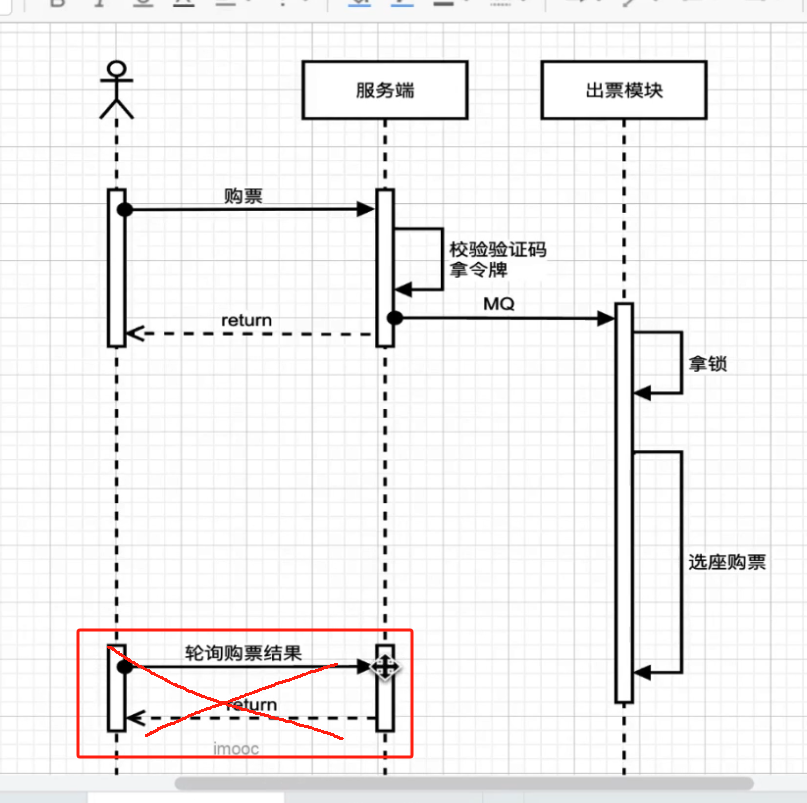 服务端
出票模块
购票
校验验证码
拿令牌
MQ
return
拿锁
选座购票
轮询购票结果
return
imooc